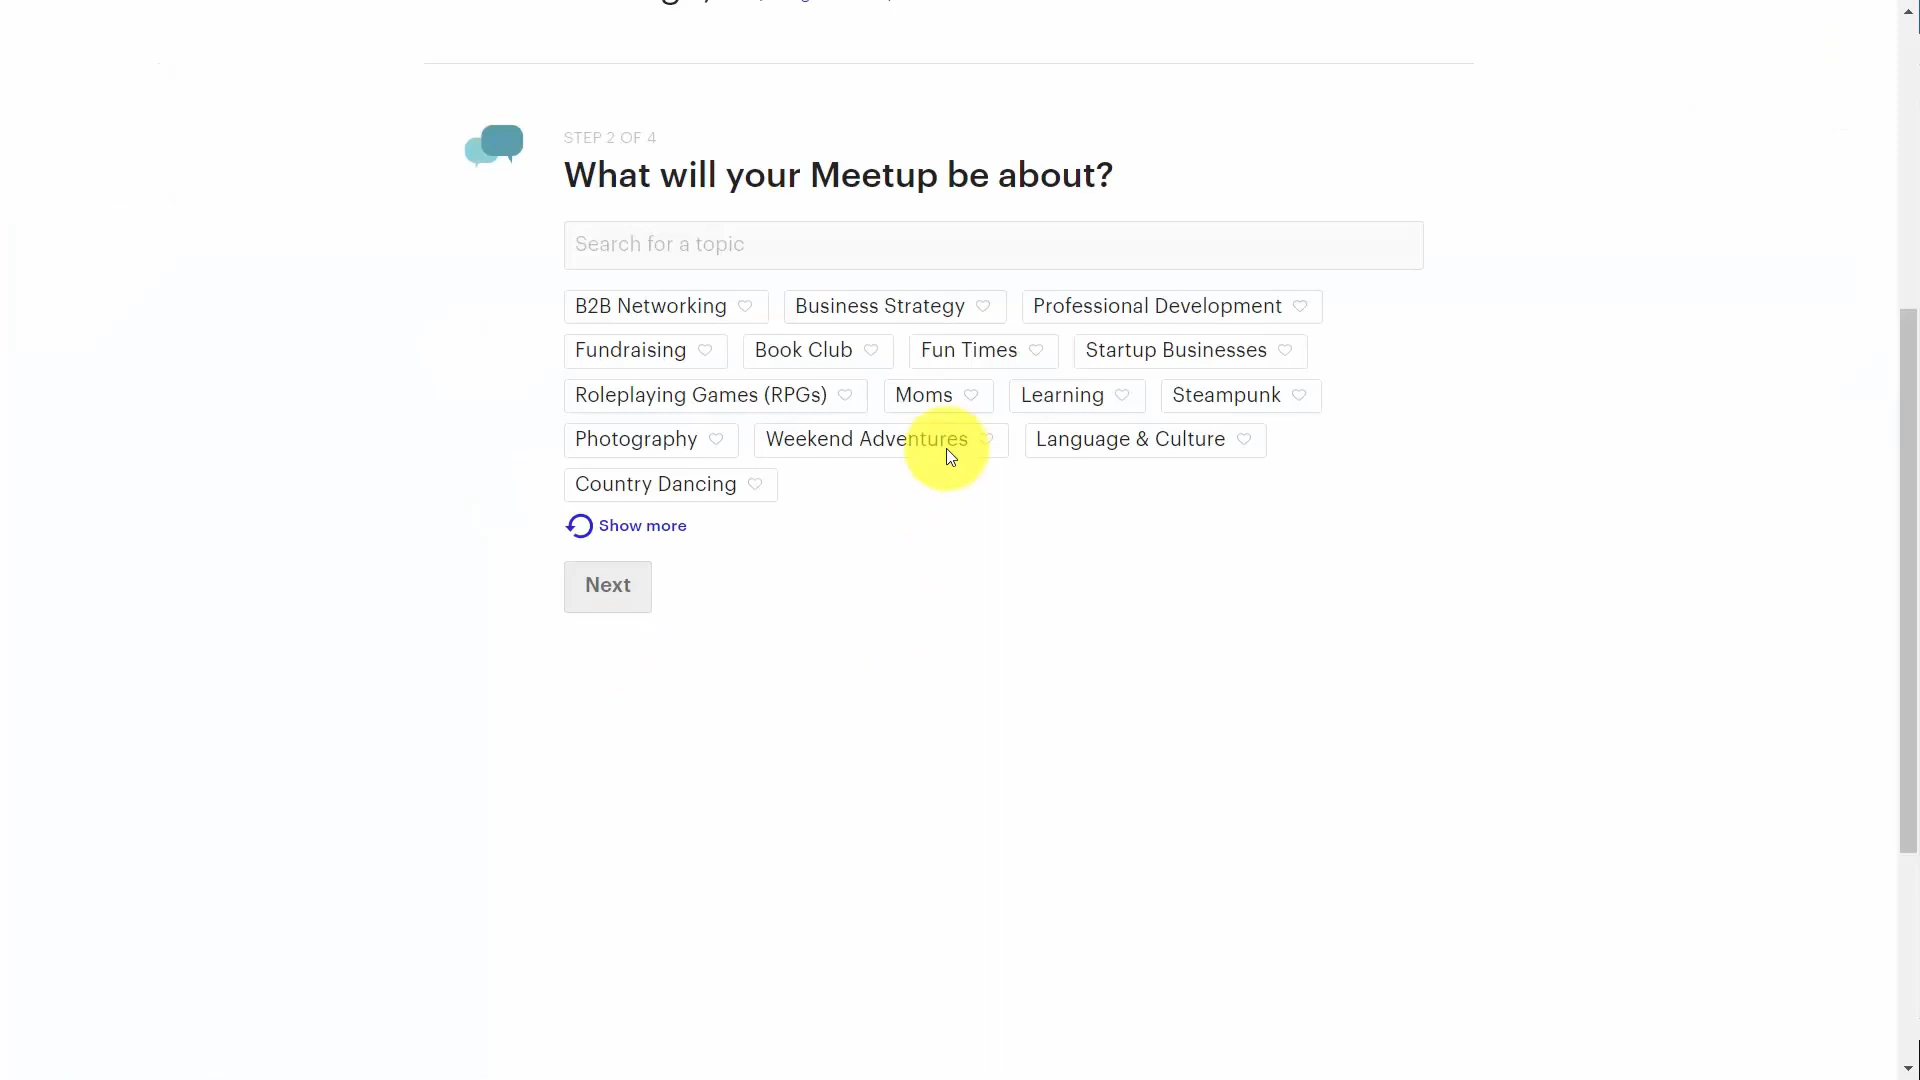 STEP 2 OF 4
What will your Meetup be about?
Search for a topic
B2B Networking Business Strategy Professional Development
Fundraising Book Club Fun Times Startup Businesses
Roleplaying Games (RPGs) Moms Learning Steampunk
Photography Weekend Adventures Language & Culture
Country Dancing
Show more
Next